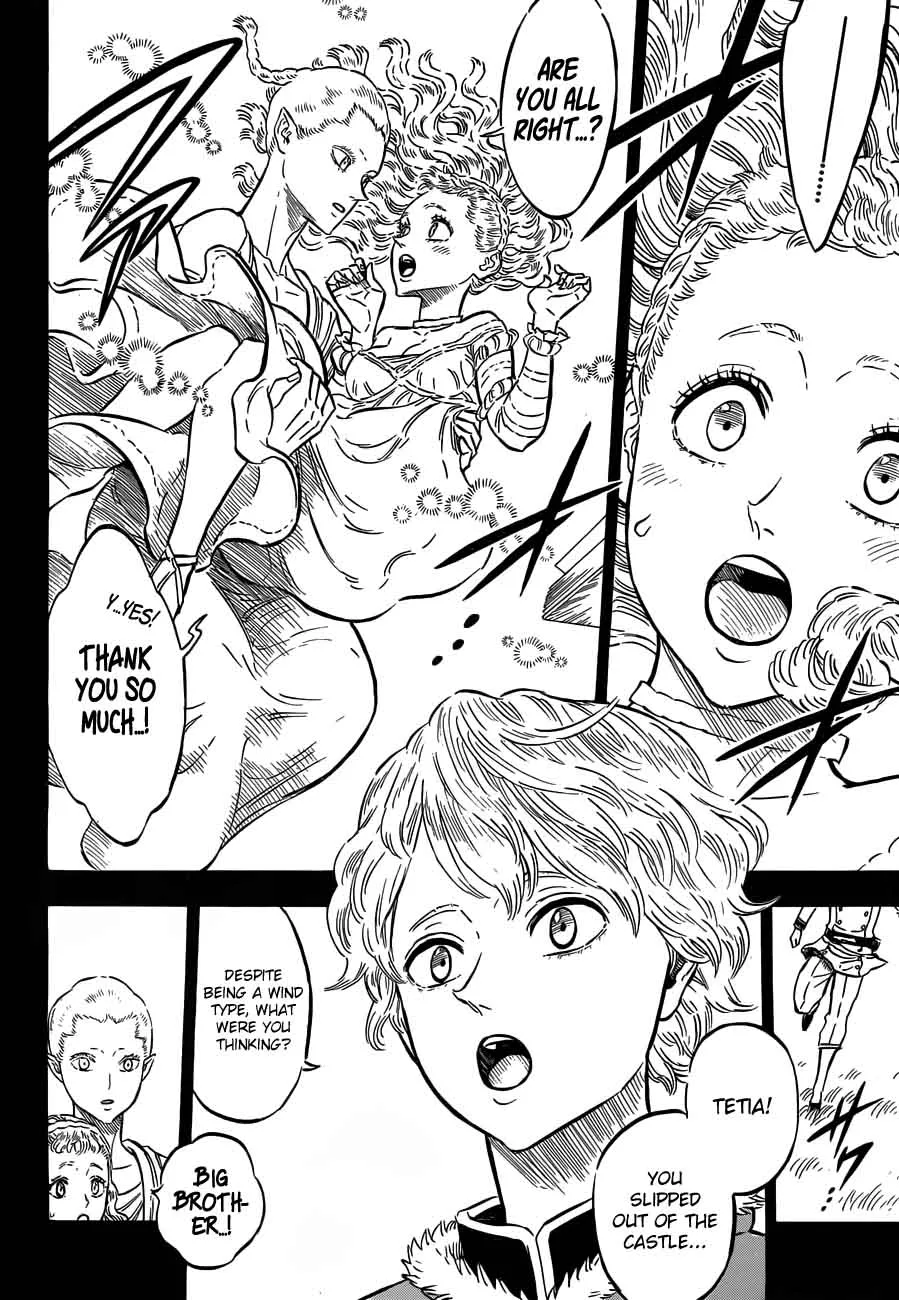 .........
ARE
YOU ALL
RIGHT...?
Y...YES!
THANK
YOU SO
MUCH...!
TETIA!
YOU
SLIPPED
OUT OF THE
CASTLE...
DESPITE
BEING A WIND
TYPE, WHAT
WERE YOU
THINKING?
BIG
BROTH-
ER...!